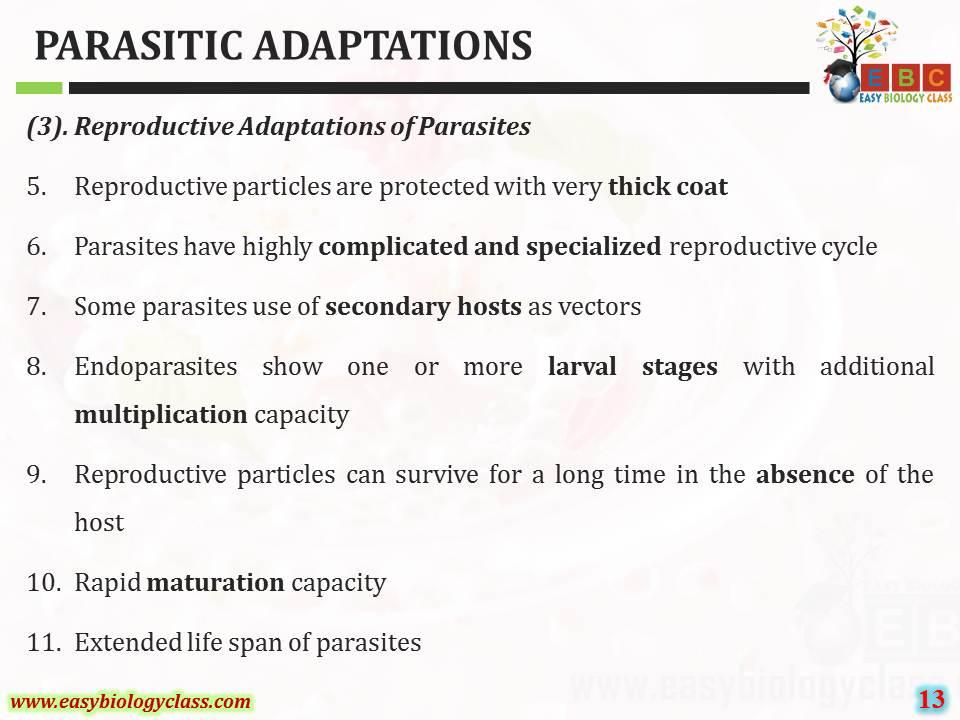 PARASITIC ADAPTATIONS
E B C
EASY BIOLOGY CLASS
(3). Reproductive Adaptations of Parasites
5. Reproductive particles are protected with very thick coat
6. Parasites have highly complicated and specialized reproductive cycle
7. Some parasites use of secondary hosts as vectors
8. Endoparasites show one or more larval stages with additional
multiplication capacity
9. Reproductive particles can survive for a long time in the absence of the
host
10. Rapid maturation capacity
11. Extended life span of parasites
EASY BIOLOGY
E B
www.easybiologyclass.c
www.easybiologyclass.com
13